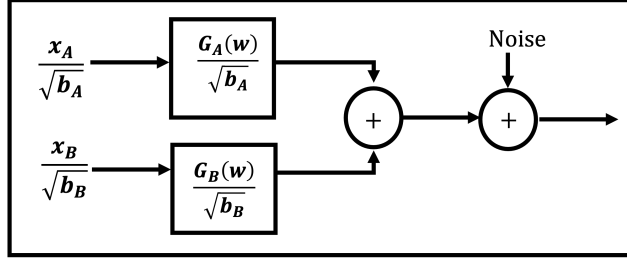 x_A / √b_A
G_A(w) / √b_A
Noise
+
+
x_B / √b_B
G_B(w) / √b_B